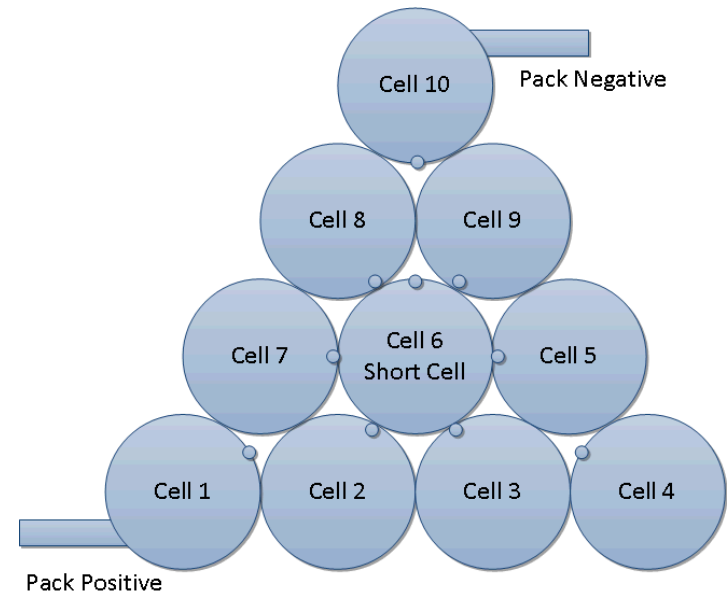 Cell 10
Pack Negative
Cell 8
Cell 9
Cell 7
Cell 6
Short Cell
Cell 5
Cell 1
Cell 2
Cell 3
Cell 4
Pack Positive